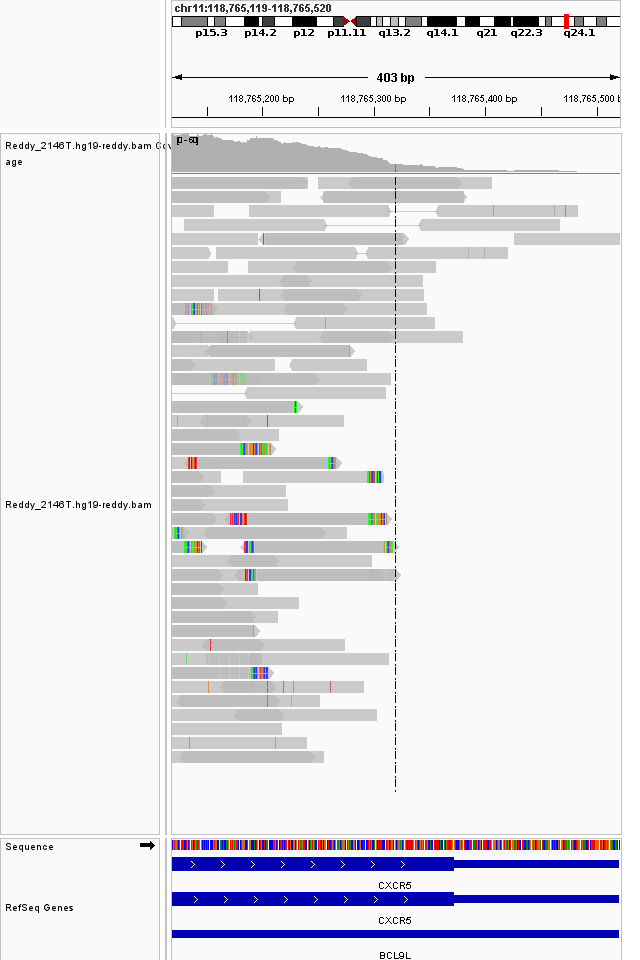 chr11:118,765,119-118,765,520
p15.3 p14.2 p12 p11.11 q13.2 q14.1 q21 q22.3 q24.1
403 bp
118,765,200 bp 118,765,300 bp 118,765,400 bp 118,765,500 b
Reddy_2146T.hg19-reddy.bam Cov
age
Reddy_2146T.hg19-reddy.bam
Sequence
CXCR5
RefSeq Genes
CXCR5
BCL9L